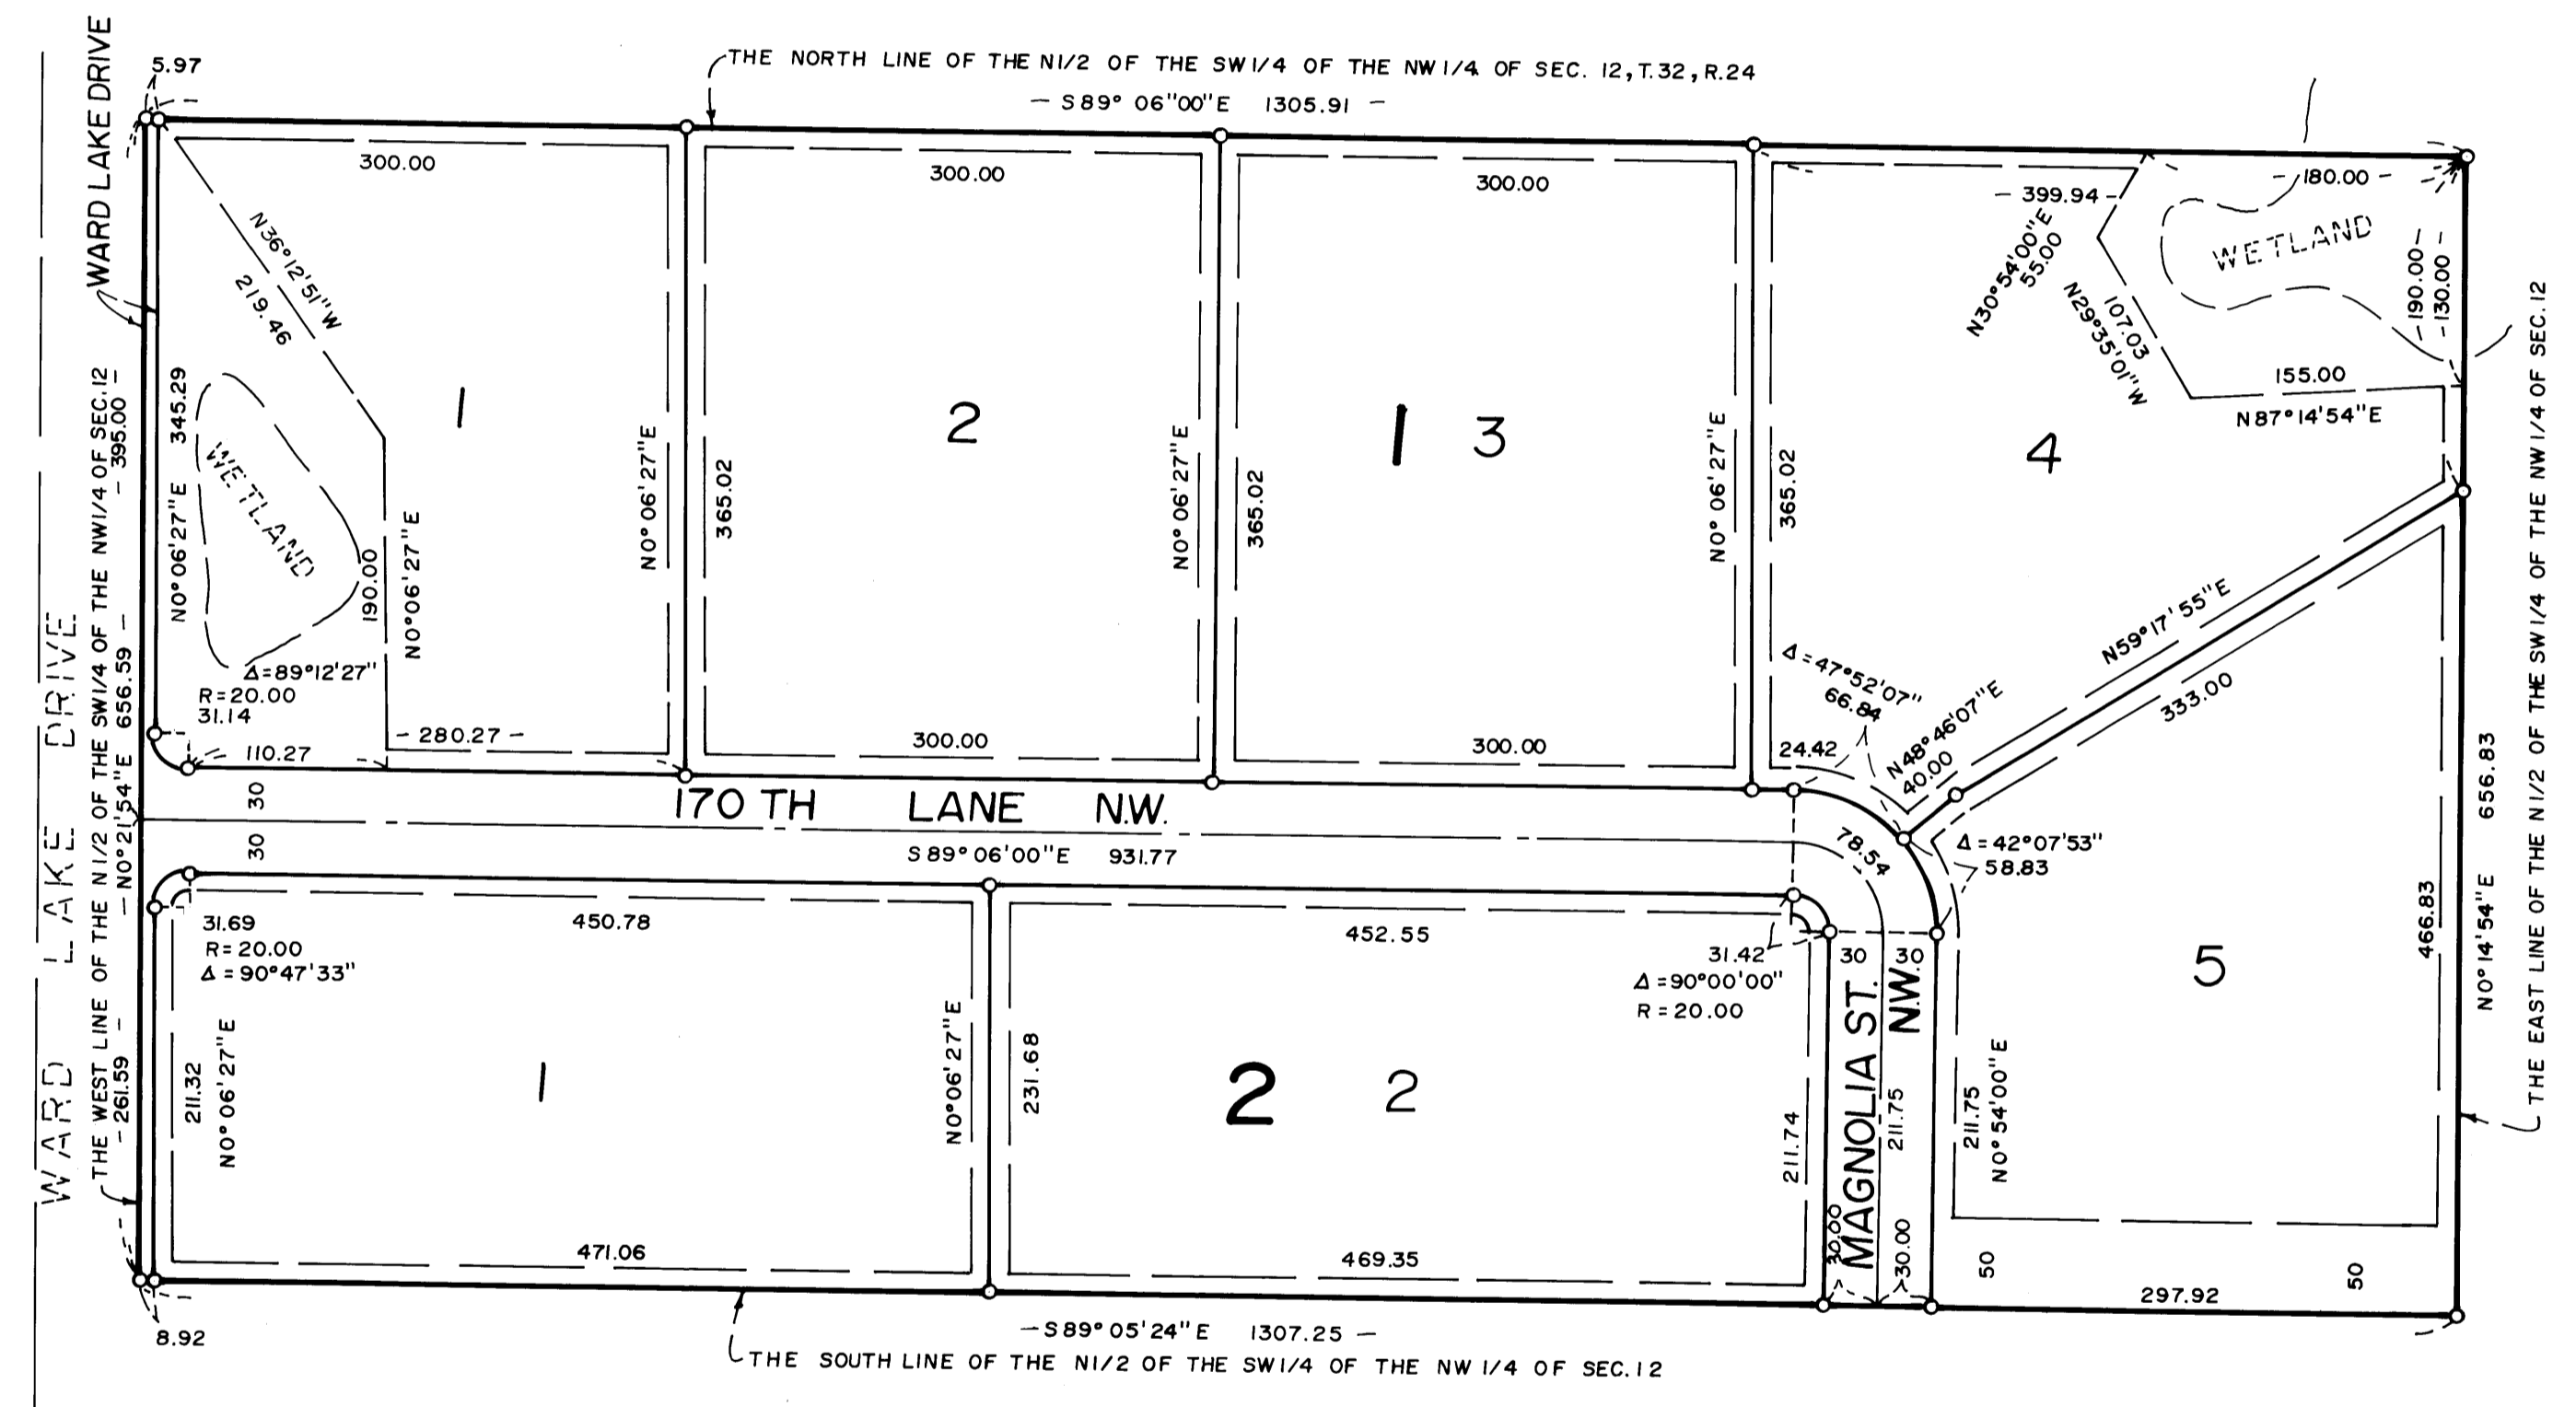 THE NORTH LINE OF THE N1/2 OF THE SW1/4 OF THE NW1/4 OF SEC. 12, T.32, R.24
— S89° 06"00"E 1305.91 —
5.97
WARD LAKE DRIVE
300.00
300.00
300.00
— 399.94 —
— 180.00 —
WETLAND
N30°54'00"E
55.00
107.03
N29°35'01"W
— 190.00 —
— 130.00 —
155.00
N87°14'54"E
N36°12'51"W
219.46
345.29
N0°06'27"E
WETLAND
190.00
N0°06'27"E
1
N0°06'27"E
365.02
2
N0°06'27"E
365.02
1
3
N0°06'27"E
365.02
4
Δ=89°12'27"
R=20.00
31.14
110.27
— 280.27 —
300.00
300.00
24.42
Δ=47°52'07"
66.84
N48°46'07"E
40.00
N59°17'55"E
333.00
THE WEST LINE OF THE N1/2 OF THE SW1/4 OF THE NW1/4 OF SEC.12
— 395.00 —
— N0°21'54"E 656.59 —
— 261.59 —
WARD LAKE DRIVE
30
30
170 TH LANE N.W.
S89°06'00"E 931.77
78.54
Δ=42°07'53"
58.83
31.69
R=20.00
Δ=90°47'33"
450.78
452.55
31.42
Δ=90°00'00"
R=20.00
30
30
211.32
N0°06'27"E
1
N0°06'27"E
231.68
2
2
211.74
MAGNOLIA ST. N.W.
211.75
211.75
N0°54'00"E
5
466.83
N0°14'54"E 656.83
THE EAST LINE OF THE N1/2 OF THE SW1/4 OF THE NW1/4 OF SEC.12
471.06
469.35
30.00
30.00
50
50
297.92
8.92
— S89°05'24"E 1307.25 —
THE SOUTH LINE OF THE N1/2 OF THE SW1/4 OF THE NW1/4 OF SEC.12